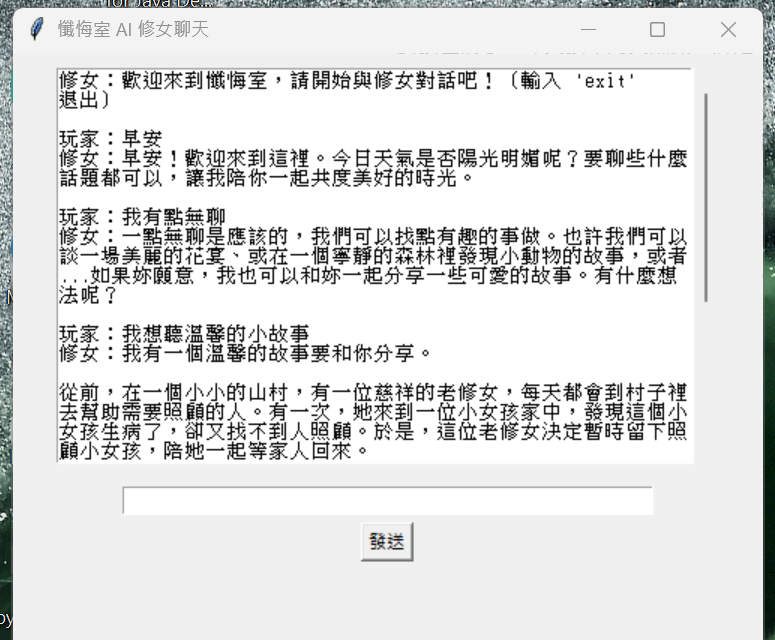 for Java De...
懺悔室 AI 修女聊天
修女：歡迎來到懺悔室，請開始與修女對話吧！（輸入 'exit'
退出）
玩家：早安
修女：早安！歡迎來到這裡。今日天氣是否陽光明媚呢？要聊些什麼
話題都可以，讓我陪你一起共度美好的時光。
玩家：我有點無聊
修女：一點無聊是應該的，我們可以找點有趣的事做。也許我們可以
談一場美麗的花宴、或在一個寧靜的森林裡發現小動物的故事，或者
...如果妳願意，我也可以和妳一起分享一些可愛的故事。有什麼想
法呢？
玩家：我想聽溫馨的小故事
修女：我有一個溫馨的故事要和你分享。
從前，在一個小小的山村，有一位慈祥的老修女，每天都會到村子裡
去幫助需要照顧的人。有一次，她來到一位小女孩家中，發現這個小
女孩生病了，卻又找不到人照顧。於是，這位老修女決定暫時留下照
顧小女孩，陪她一起等家人回來。
發送